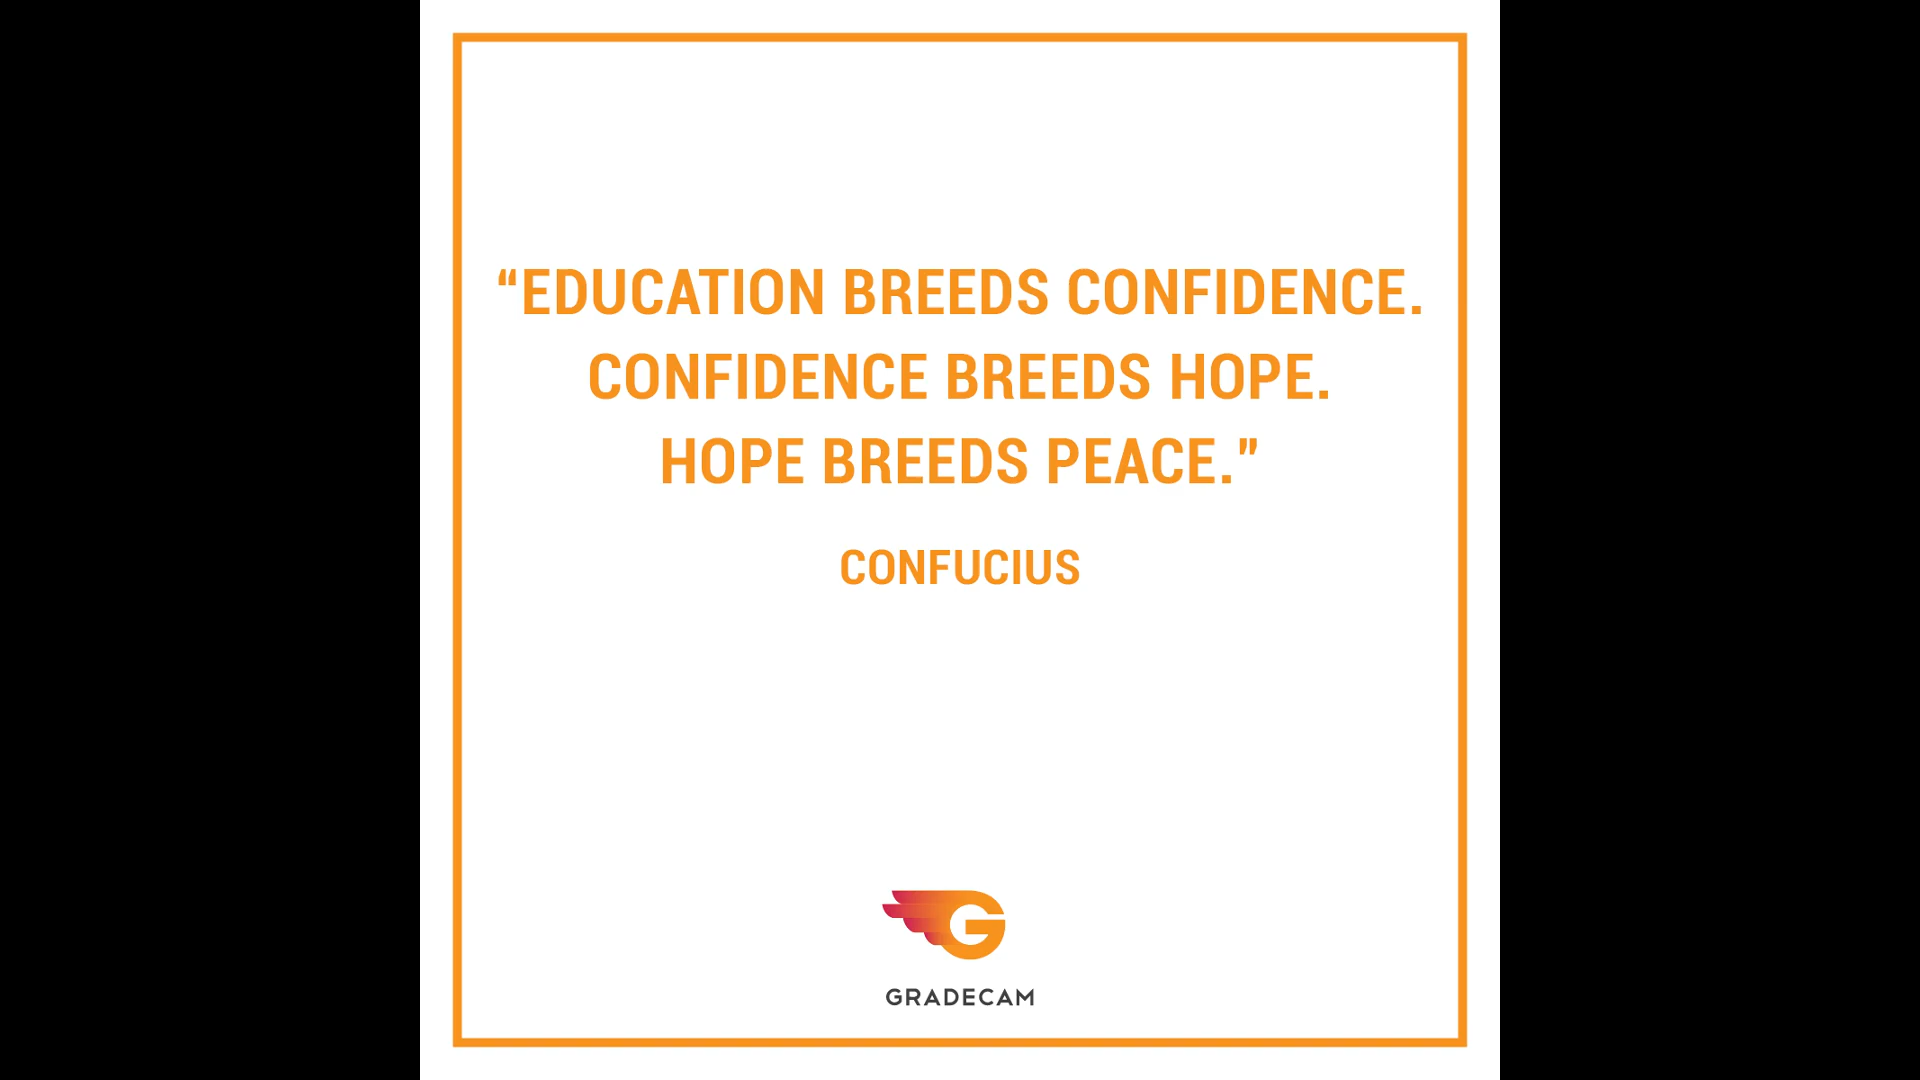 “EDUCATION BREEDS CONFIDENCE.
CONFIDENCE BREEDS HOPE.
HOPE BREEDS PEACE.”
CONFUCIUS
GRADECAM